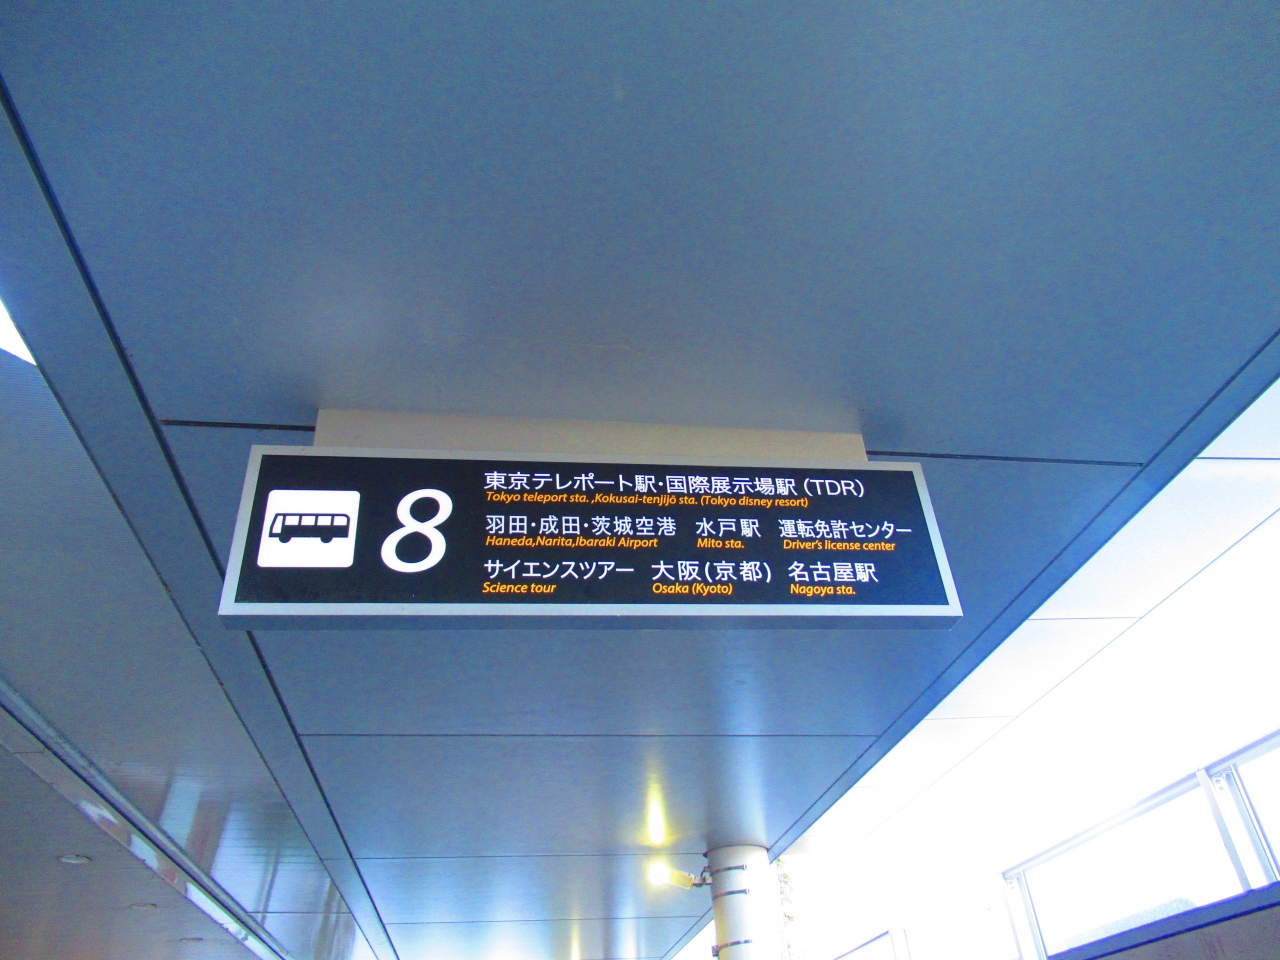 8
東京テレポート駅・国際展示場駅 (TDR)
Tokyo teleport sta. ,Kokusai-tenjijō sta. (Tokyo disney resort)
羽田・成田・茨城空港 水戸駅 運転免許センター
Haneda,Narita,Ibaraki Airport Mito sta. Driver's license center
サイエンスツアー 大阪(京都) 名古屋駅
Science tour Osaka (Kyoto) Nagoya sta.